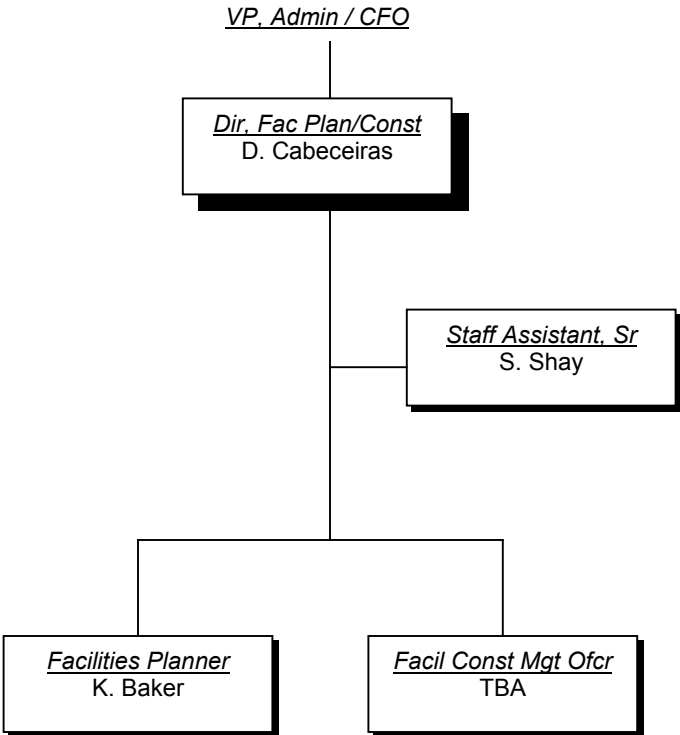 VP, Admin / CFO
Dir, Fac Plan/Const
D. Cabeceiras
Staff Assistant, Sr
S. Shay
Facilities Planner
K. Baker
Facil Const Mgt Ofcr
TBA